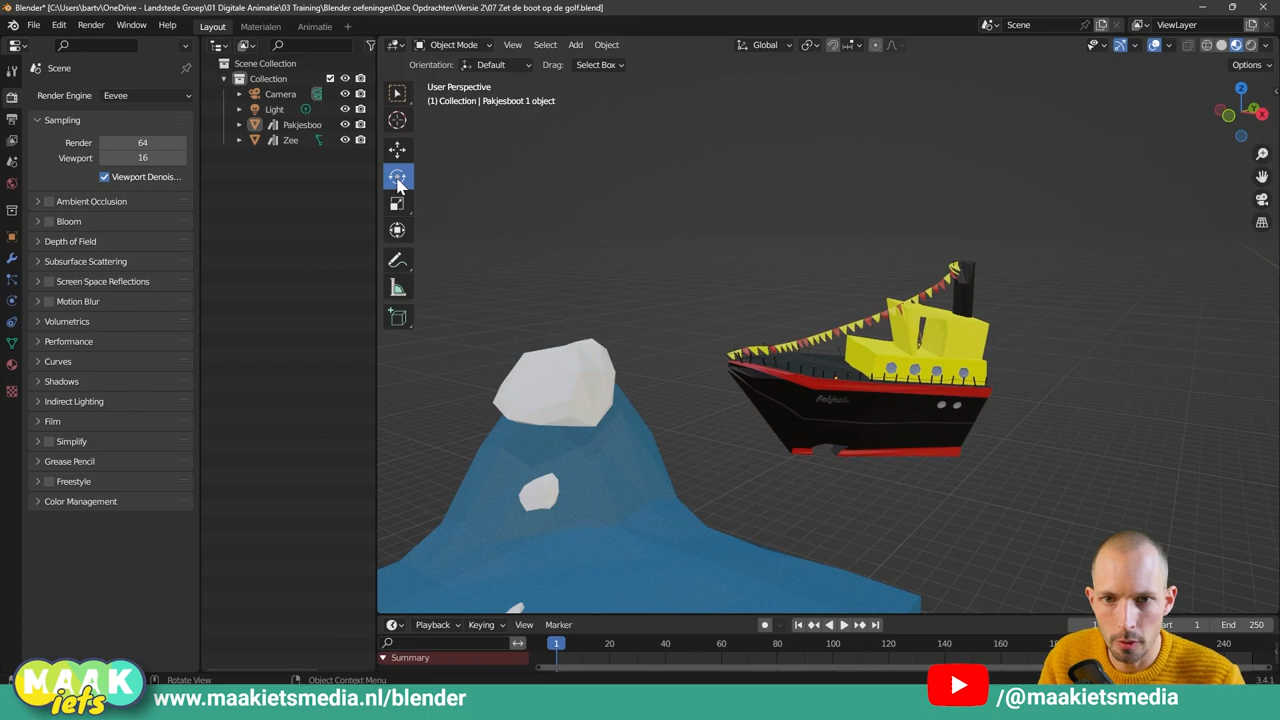 Blender* [C:\Users\bartv\OneDrive - Landstede Groep\01 Digitale Animatie\03 Training\Blender oefeningen\Doe Opdrachten\Versie 2\07 Zet de boot op de golf.blend]
File Edit Render Window Help Layout Materialen Animatie Scene ViewLayer
Object Mode View Select Add Object Global
Scene Scene Collection Orientation: Default Drag: Select Box Options
Collection
Render Engine Eevee Camera
Light
Sampling Pakjesboo
Render 64 Zee
Viewport 16
Viewport Denois...
Ambient Occlusion
Bloom
Depth of Field
Subsurface Scattering
Screen Space Reflections
Motion Blur
Volumetrics
Performance
Curves
Shadows
Indirect Lighting
Film
Simplify
Grease Pencil
Freestyle
Color Management
User Perspective
(1) Collection | Pakjesboot 1 object
Playback Keying View Marker 1 Start 1 End 250
1 20 40 60 80 100 120 140 160 240
Summary
Rotate View Object Context Menu 3.4.1
MAAK
iets
www.maakietsmedia.nl/blender
/@maakietsmedia